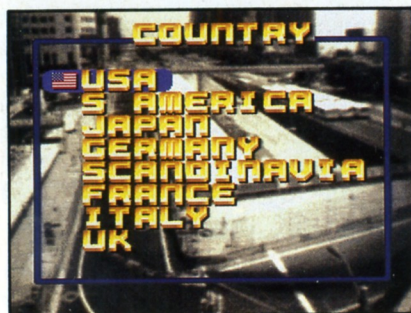 COUNTRY
USA
S AMERICA
JAPAN
GERMANY
SCANDINAVIA
FRANCE
ITALY
UK